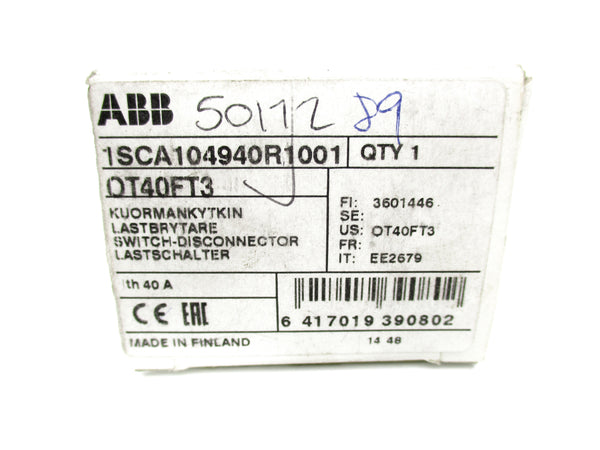 ABB 50112 89
1SCA104940R1001 QTY 1
OT40FT3
KUORMANKYTKIN
LASTBRYTARE
SWITCH-DISCONNECTOR
LASTSCHALTER
FI: 3601446
SE:
US: OT40FT3
FR:
IT: EE2679
Ith 40 A
CE EAC
6 417019 390802
MADE IN FINLAND
14 48